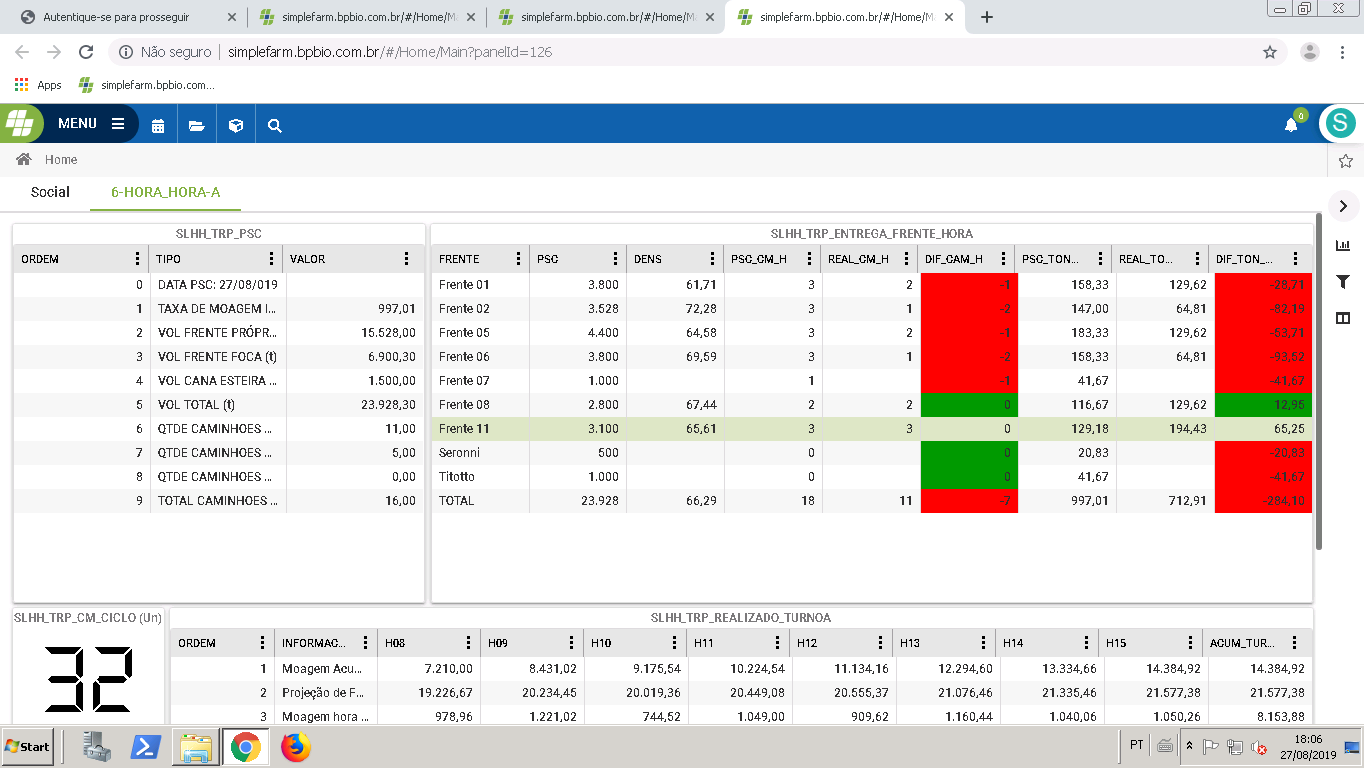 Autentique-se para prosseguir
simplefarm.bpbio.com.br/#/Home/M
simplefarm.bpbio.com.br/#/Home/M
simplefarm.bpbio.com.br/#/Home/M
Não seguro | simplefarm.bpbio.com.br/#/Home/Main?panelId=126
Apps simplefarm.bpbio.com...
MENU 0 S
Home
Social 6-HORA_HORA-A
SLHH_TRP_PSC
ORDEM TIPO VALOR
0 DATA PSC: 27/08/019
1 TAXA DE MOAGEM I... 997,01
2 VOL FRENTE PRÓPR... 15.528,00
3 VOL FRENTE FOCA (t) 6.900,30
4 VOL CANA ESTEIRA ... 1.500,00
5 VOL TOTAL (t) 23.928,30
6 QTDE CAMINHOES ... 11,00
7 QTDE CAMINHOES ... 5,00
8 QTDE CAMINHOES ... 0,00
9 TOTAL CAMINHOES ... 16,00
SLHH_TRP_ENTREGA_FRENTE_HORA
FRENTE PSC DENS PSC_CM_H REAL_CM_H DIF_CAM_H PSC_TON... REAL_TO... DIF_TON_...
Frente 01 3.800 61,71 3 2 -1 158,33 129,62 -28,71
Frente 02 3.528 72,28 3 1 -2 147,00 64,81 -82,19
Frente 05 4.400 64,58 3 2 -1 183,33 129,62 -53,71
Frente 06 3.800 69,59 3 1 -2 158,33 64,81 -93,52
Frente 07 1.000 1 -1 41,67 -41,67
Frente 08 2.800 67,44 2 2 0 116,67 129,62 12,96
Frente 11 3.100 65,61 3 3 0 129,18 194,43 65,25
Seronni 500 0 0 20,83 -20,83
Titotto 1.000 0 0 41,67 -41,67
TOTAL 23.928 66,29 18 11 -7 997,01 712,91 -284,10
SLHH_TRP_CM_CICLO (Un)
32
SLHH_TRP_REALIZADO_TURNOA
ORDEM INFORMAC... H08 H09 H10 H11 H12 H13 H14 H15 ACUM_TUR...
1 Moagem Acu... 7.210,00 8.431,02 9.175,54 10.224,54 11.134,16 12.294,60 13.334,66 14.384,92 14.384,92
2 Projeção de F... 19.226,67 20.234,45 20.019,36 20.449,08 20.555,37 21.076,46 21.335,46 21.577,38 21.577,38
3 Moagem hora ... 978,96 1.221,02 744,52 1.049,00 909,62 1.160,44 1.040,06 1.050,26 8.153,88
Start PT 18:06
27/08/2019